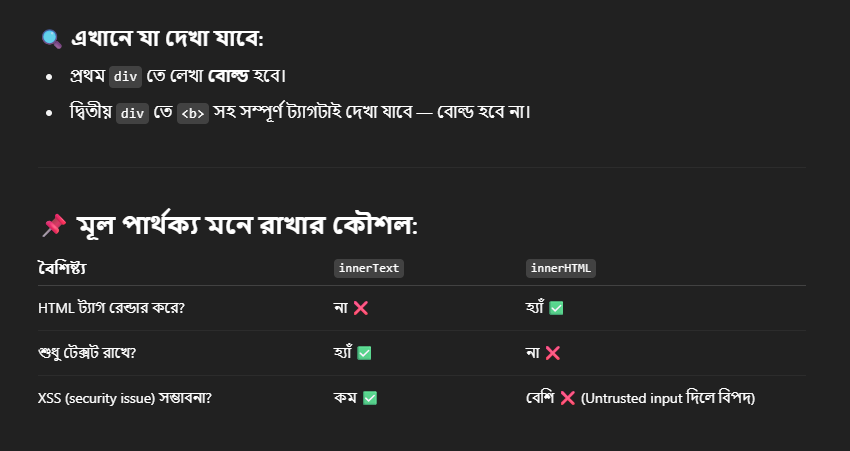 🔍 এখানে যা দেখা যাবে:
• প্রথম div তে লেখা বোল্ড হবে।
• দ্বিতীয় div তে <b> সহ সম্পূর্ণ ট্যাগটাই দেখা যাবে — বোল্ড হবে না।
📌 মূল পার্থক্য মনে রাখার কৌশল:
বৈশিষ্ট্য innerText innerHTML
HTML ট্যাগ রেন্ডার করে? না ❌ হ্যাঁ ✅
শুধু টেক্সট রাখে? হ্যাঁ ✅ না ❌
XSS (security issue) সম্ভাবনা? কম ✅ বেশি ❌ (Untrusted input দিলে বিপদ)